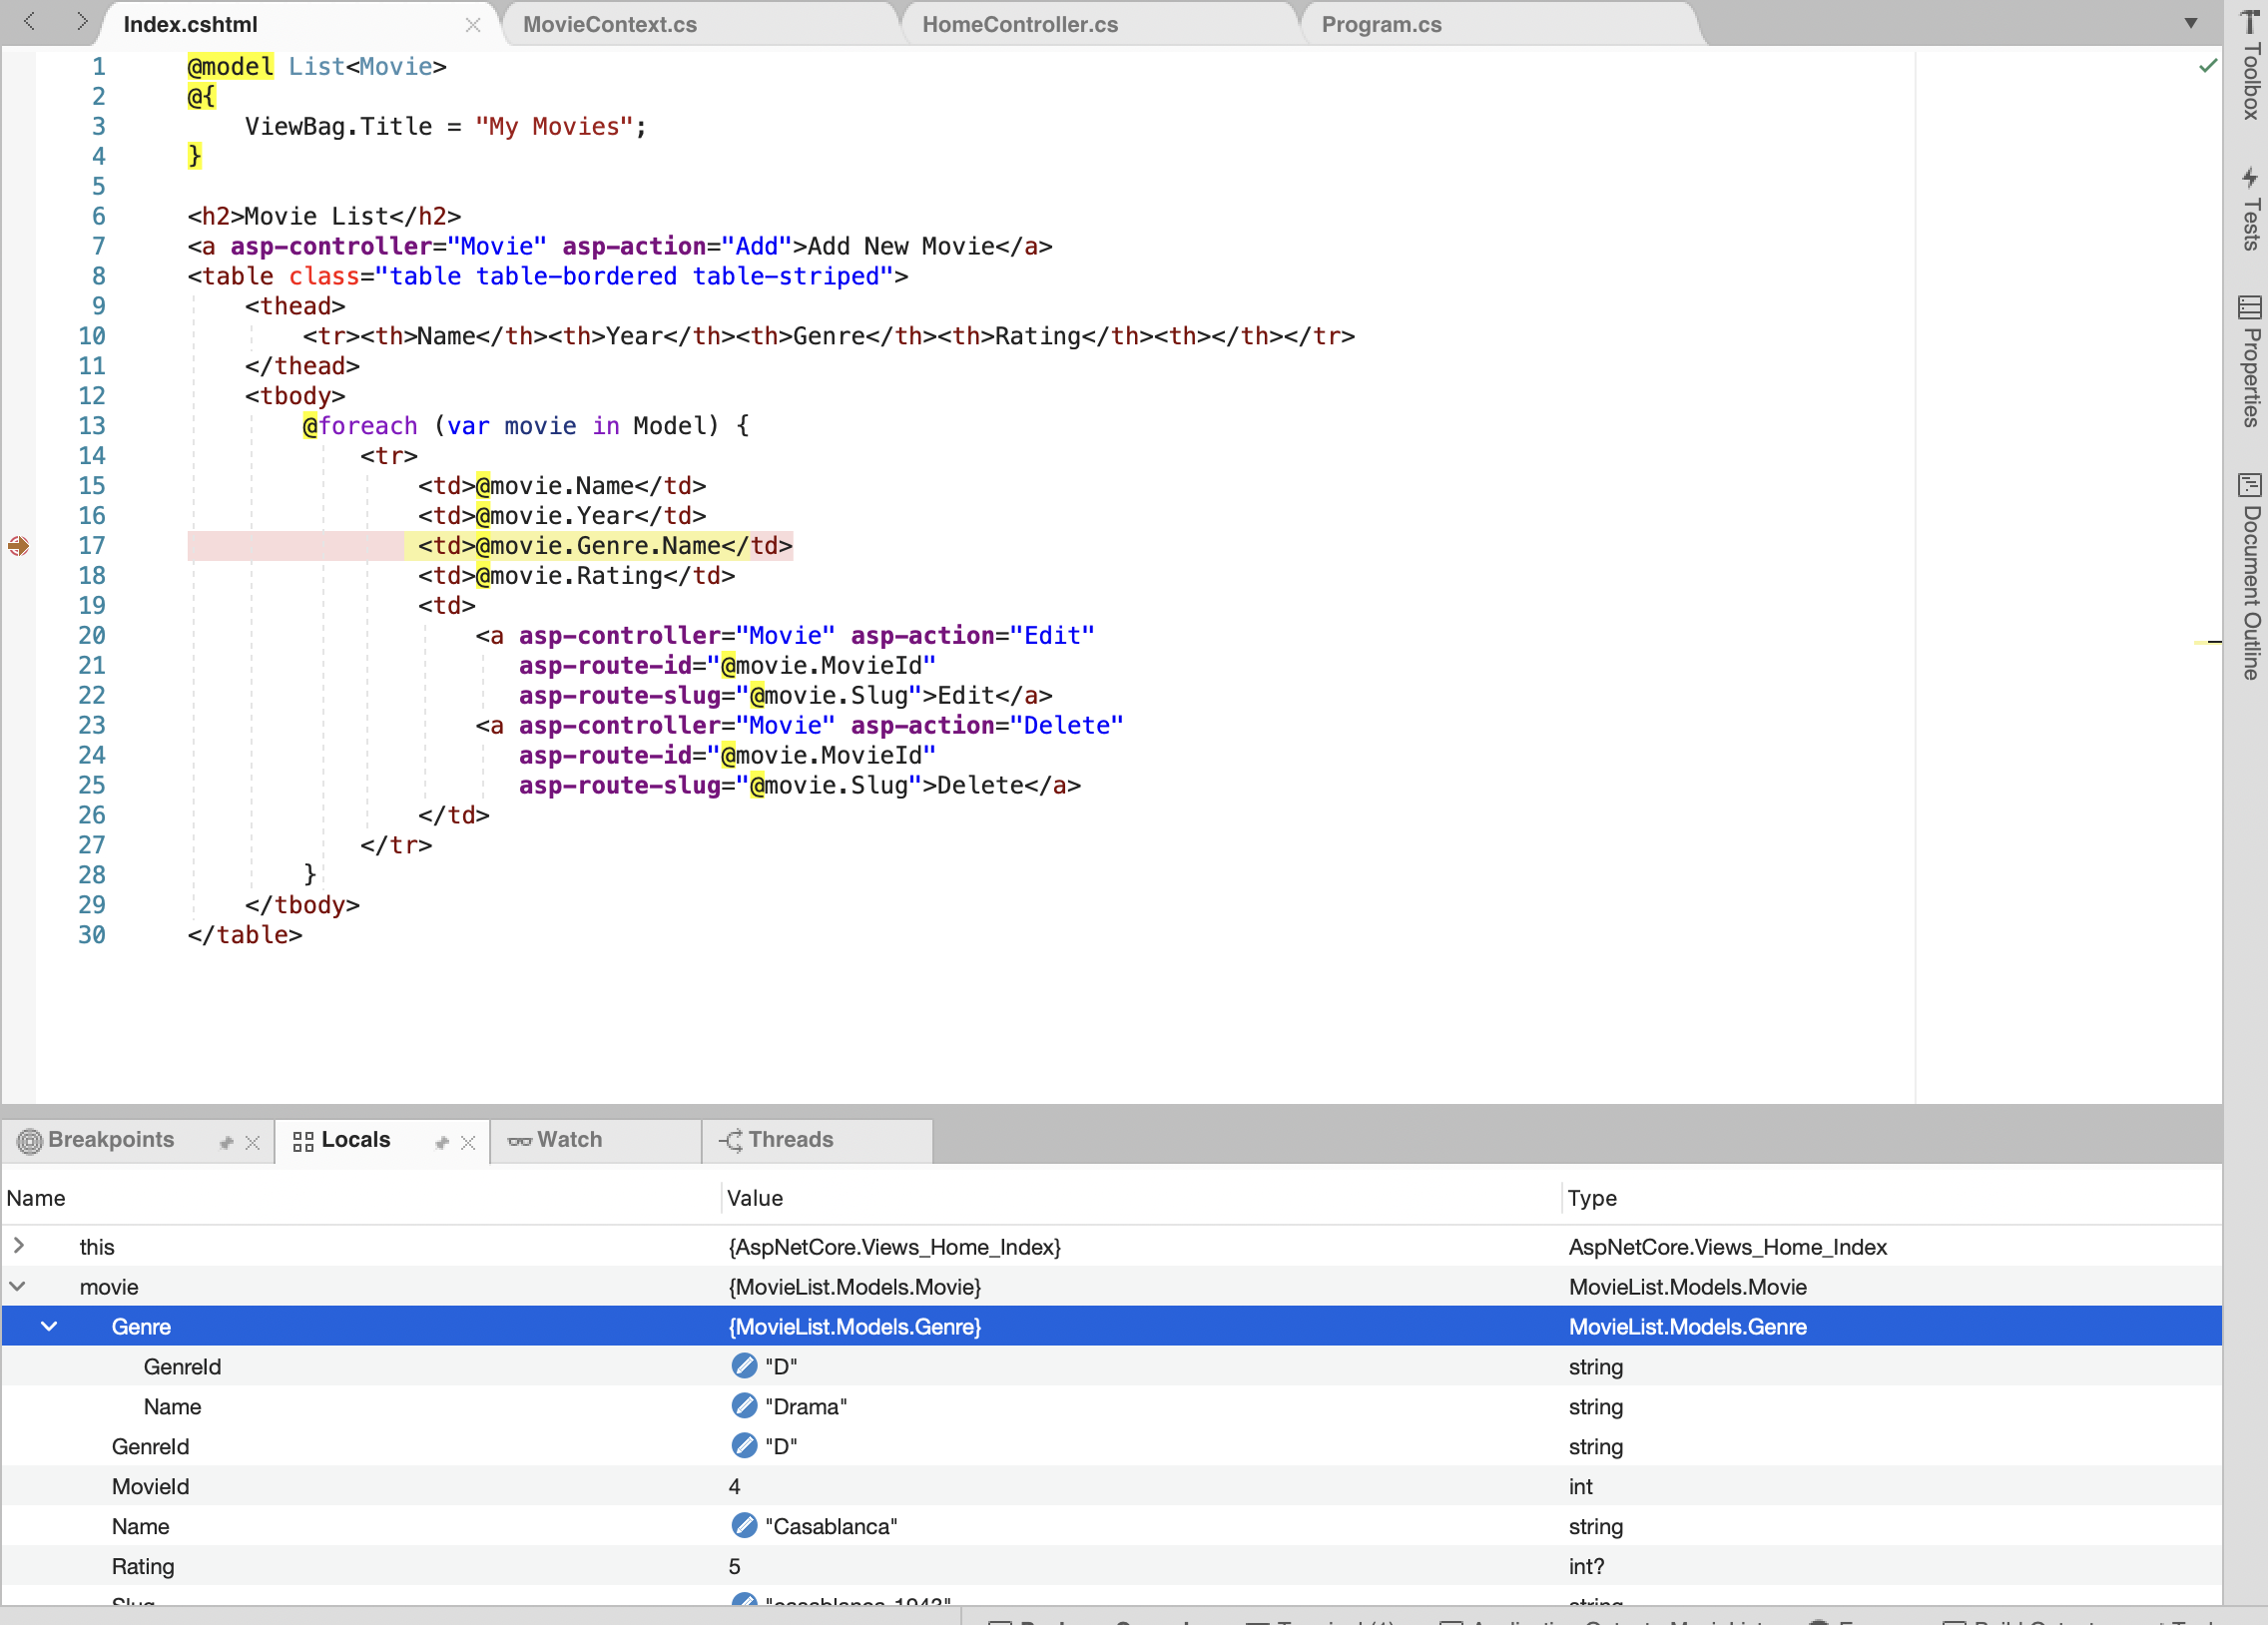 Index.cshtml MovieContext.cs HomeController.cs Program.cs
1 @model List<Movie>
2 @{
3 ViewBag.Title = "My Movies";
4 }
5
6 <h2>Movie List</h2>
7 <a asp-controller="Movie" asp-action="Add">Add New Movie</a>
8 <table class="table table-bordered table-striped">
9 <thead>
10 <tr><th>Name</th><th>Year</th><th>Genre</th><th>Rating</th><th></th></tr>
11 </thead>
12 <tbody>
13 @foreach (var movie in Model) {
14 <tr>
15 <td>@movie.Name</td>
16 <td>@movie.Year</td>
17 <td>@movie.Genre.Name</td>
18 <td>@movie.Rating</td>
19 <td>
20 <a asp-controller="Movie" asp-action="Edit"
21 asp-route-id="@movie.MovieId"
22 asp-route-slug="@movie.Slug">Edit</a>
23 <a asp-controller="Movie" asp-action="Delete"
24 asp-route-id="@movie.MovieId"
25 asp-route-slug="@movie.Slug">Delete</a>
26 </td>
27 </tr>
28 }
29 </tbody>
30 </table>
Toolbox
Tests
Properties
Document Outline
Breakpoints Locals Watch Threads
Name Value Type
this {AspNetCore.Views_Home_Index} AspNetCore.Views_Home_Index
movie {MovieList.Models.Movie} MovieList.Models.Movie
Genre {MovieList.Models.Genre} MovieList.Models.Genre
GenreId "D" string
Name "Drama" string
GenreId "D" string
MovieId 4 int
Name "Casablanca" string
Rating 5 int?
Slug "casablanca-1943" string